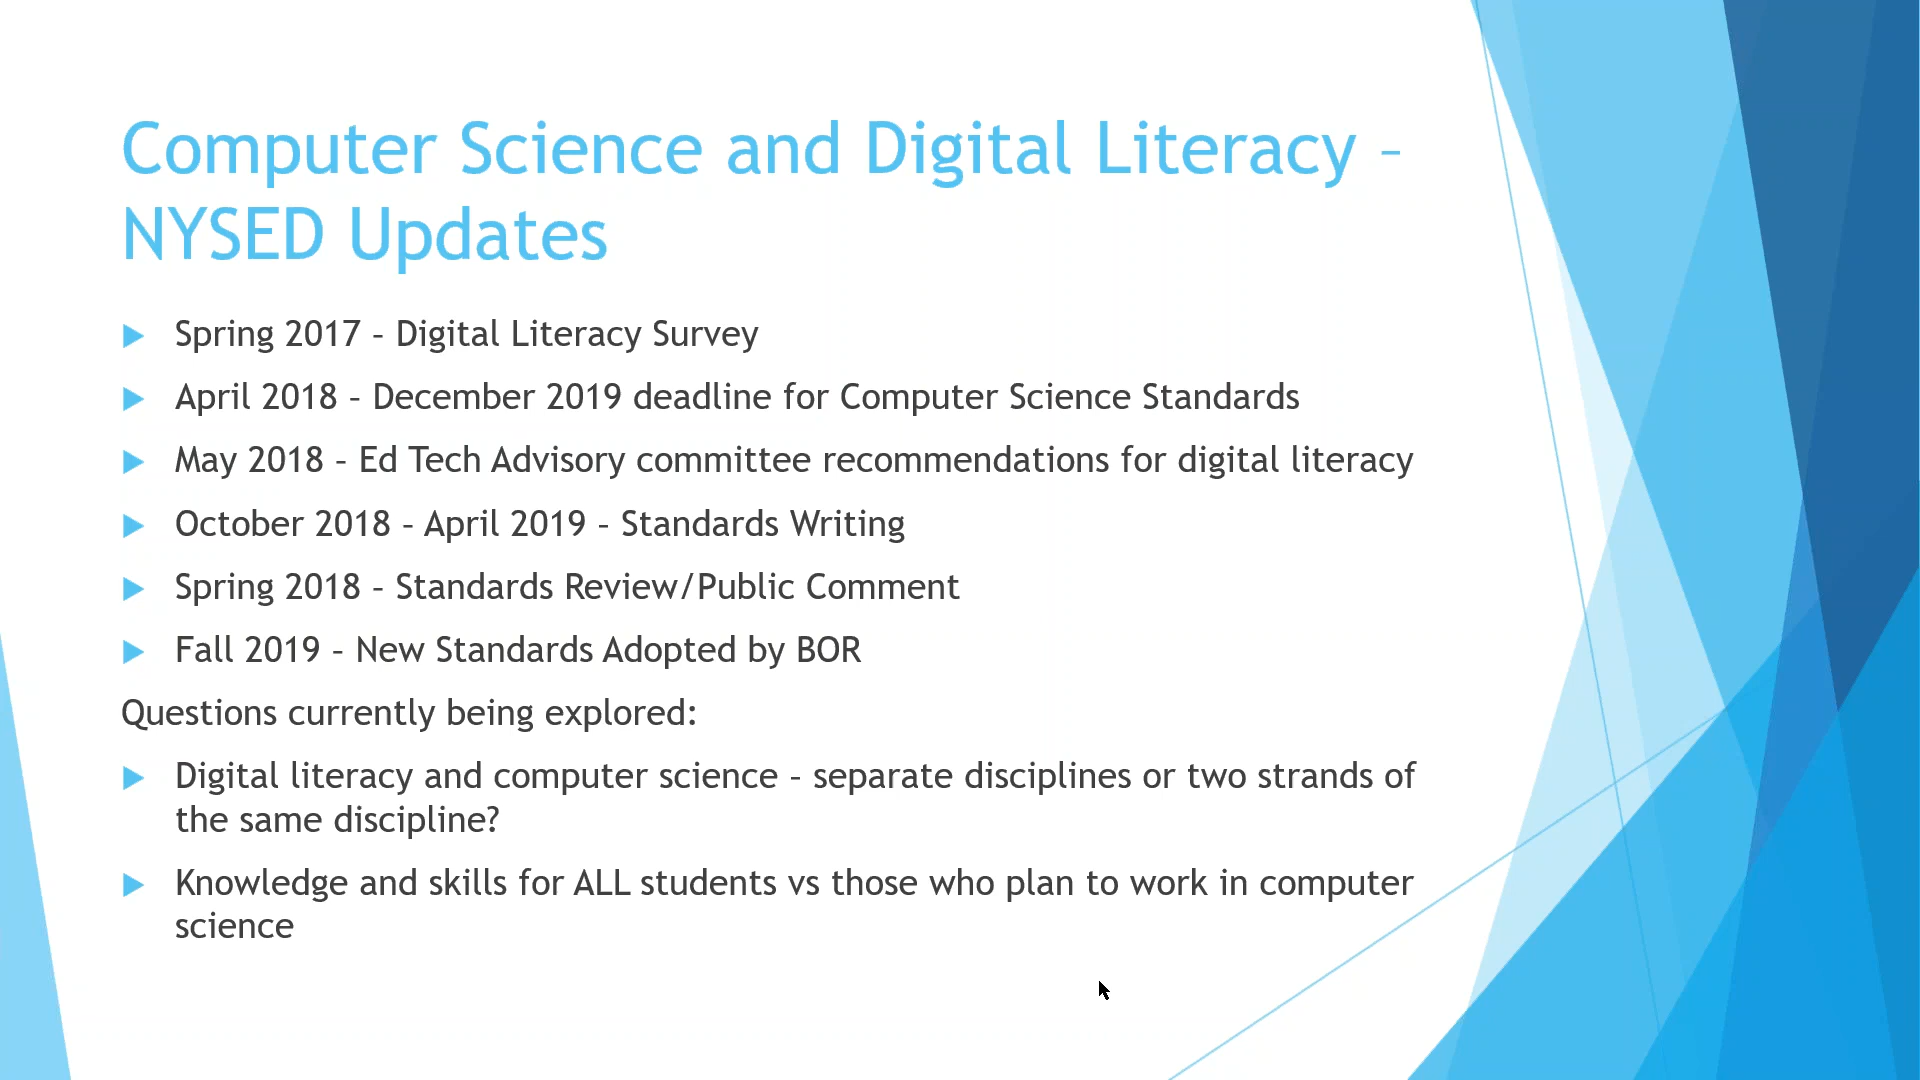 Computer Science and Digital Literacy –
NYSED Updates
Spring 2017 – Digital Literacy Survey
April 2018 – December 2019 deadline for Computer Science Standards
May 2018 – Ed Tech Advisory committee recommendations for digital literacy
October 2018 – April 2019 – Standards Writing
Spring 2018 – Standards Review/Public Comment
Fall 2019 – New Standards Adopted by BOR
Questions currently being explored:
Digital literacy and computer science – separate disciplines or two strands of
the same discipline?
Knowledge and skills for ALL students vs those who plan to work in computer
science